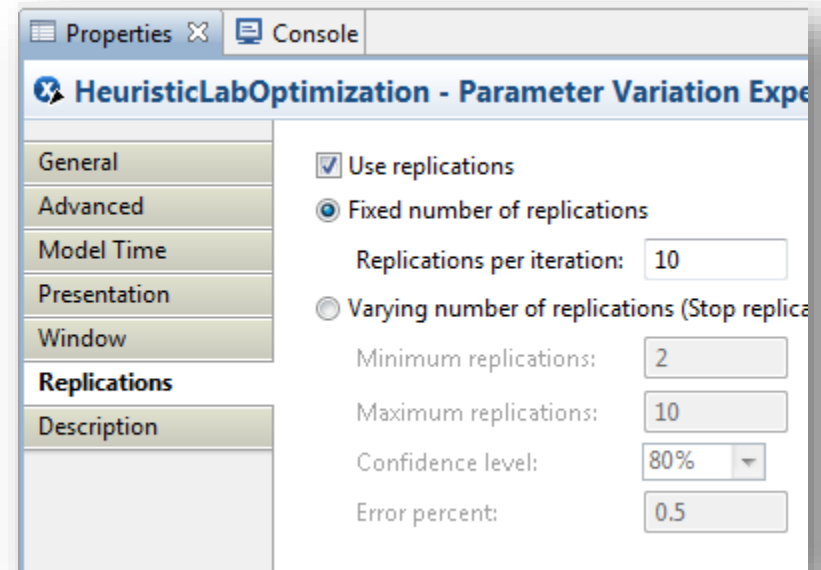 Properties Console
HeuristicLabOptimization - Parameter Variation Expe
General
Advanced
Model Time
Presentation
Window
Replications
Description
Use replications
Fixed number of replications
Replications per iteration: 10
Varying number of replications (Stop replica
Minimum replications: 2
Maximum replications: 10
Confidence level: 80%
Error percent: 0.5